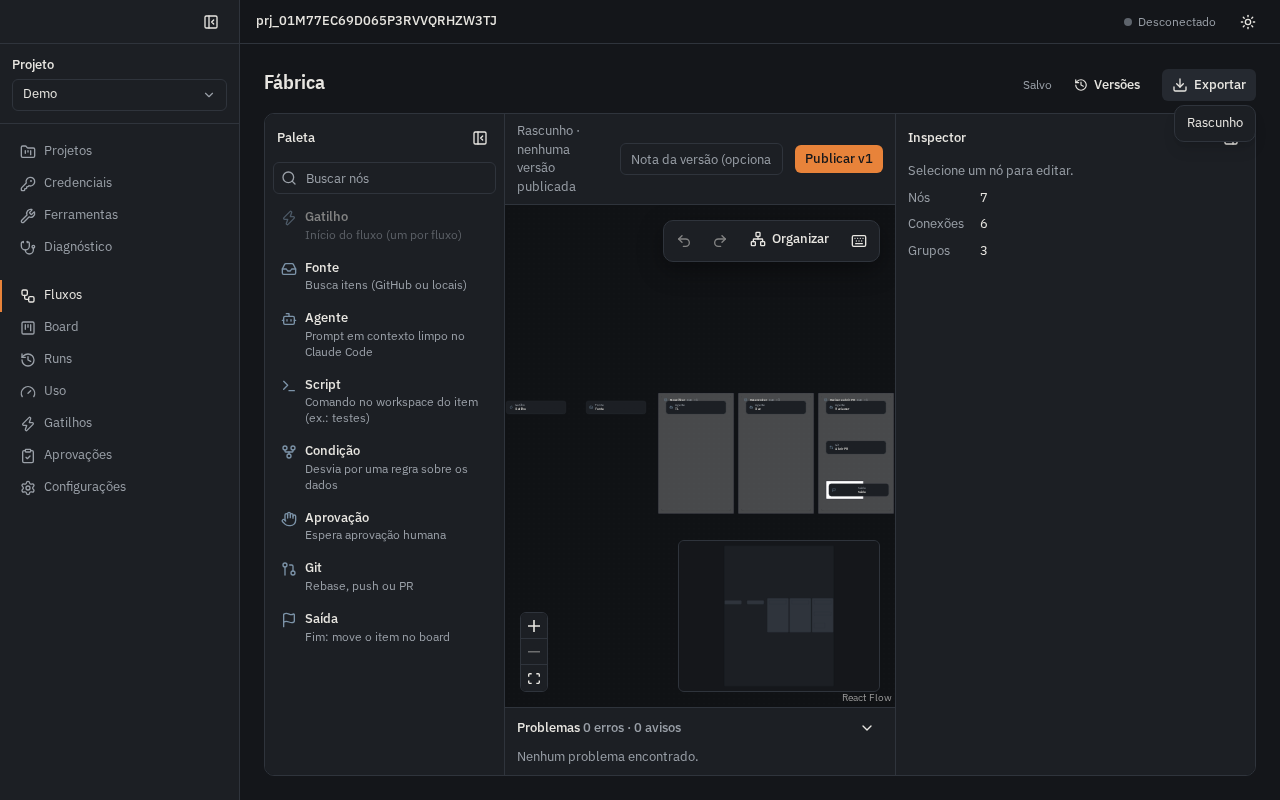 prj_01M77EC69D065P3RVVQRHZW3TJ
Desconectado
Projeto
Demo
Projetos
Credenciais
Ferramentas
Diagnóstico
Fluxos
Board
Runs
Uso
Gatilhos
Aprovações
Configurações
Fábrica
Salvo
Versões
Exportar
Rascunho
Paleta
Buscar nós
Gatilho
Início do fluxo (um por fluxo)
Fonte
Busca itens (GitHub ou locais)
Agente
Prompt em contexto limpo no
Claude Code
Script
Comando no workspace do item
(ex.: testes)
Condição
Desvia por uma regra sobre os
dados
Aprovação
Espera aprovação humana
Git
Rebase, push ou PR
Saída
Fim: move o item no board
Rascunho ·
nenhuma
versão
publicada
Nota da versão (opciona
Publicar v1
Organizar
React Flow
Problemas 0 erros · 0 avisos
Nenhum problema encontrado.
Inspector
Selecione um nó para editar.
Nós 7
Conexões 6
Grupos 3